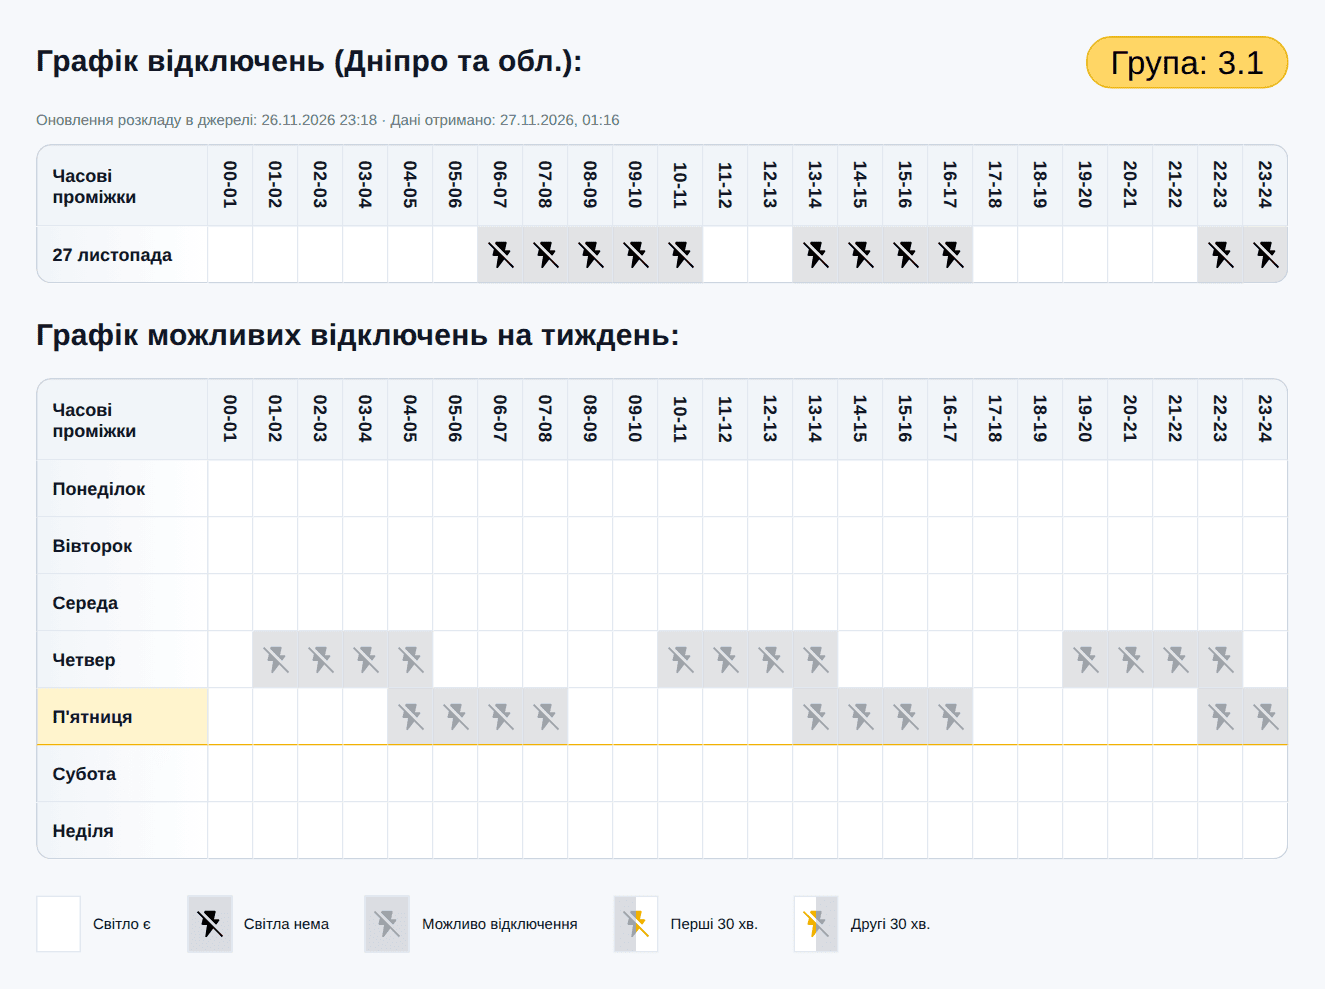 Графік відключень (Дніпро та обл.):
Група: 3.1
Оновлення розкладу в джерелі: 26.11.2026 23:18 · Дані отримано: 27.11.2026, 01:16
Часові проміжки 00-01 01-02 02-03 03-04 04-05 05-06 06-07 07-08 08-09 09-10 10-11 11-12 12-13 13-14 14-15 15-16 16-17 17-18 18-19 19-20 20-21 21-22 22-23 23-24
27 листопада
Графік можливих відключень на тиждень:
Часові проміжки 00-01 01-02 02-03 03-04 04-05 05-06 06-07 07-08 08-09 09-10 10-11 11-12 12-13 13-14 14-15 15-16 16-17 17-18 18-19 19-20 20-21 21-22 22-23 23-24
Понеділок
Вівторок
Середа
Четвер
П'ятниця
Субота
Неділя
Світло є Світла нема Можливо відключення Перші 30 хв. Другі 30 хв.